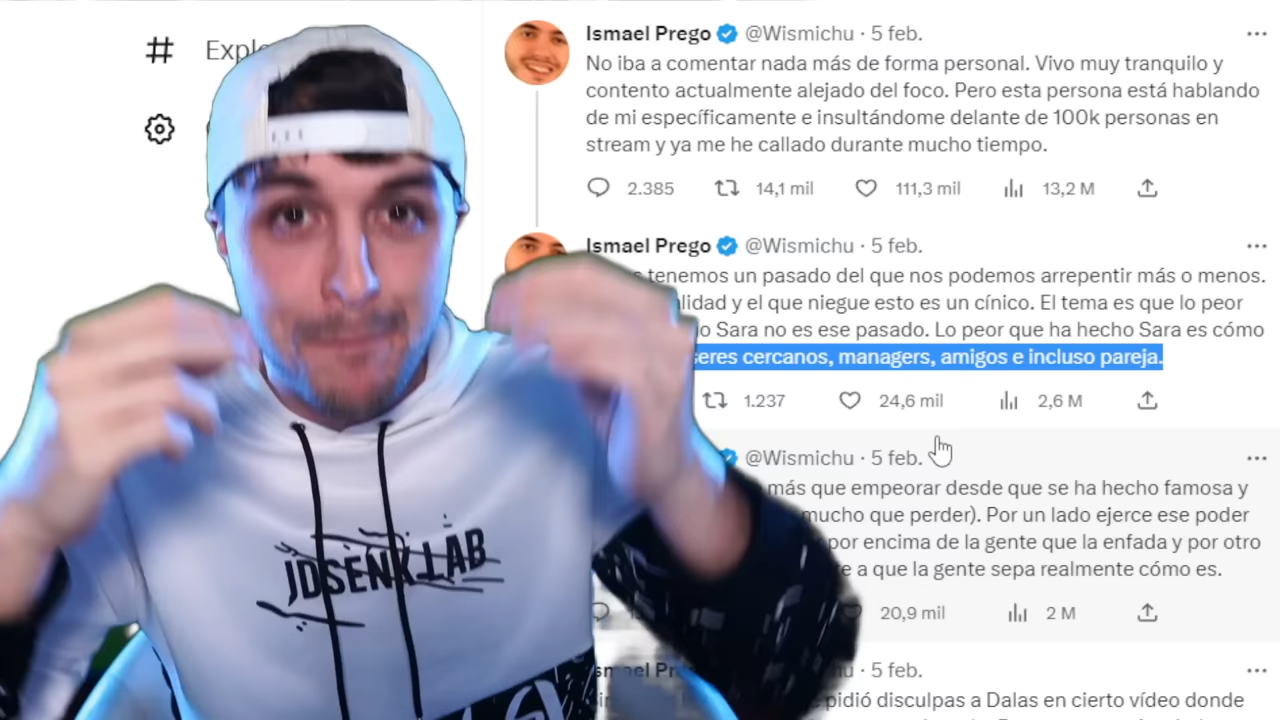 Explo
Ismael Prego @Wismichu · 5 feb.
No iba a comentar nada más de forma personal. Vivo muy tranquilo y
contento actualmente alejado del foco. Pero esta persona está hablando
de mi específicamente e insultándome delante de 100k personas en
stream y ya me he callado durante mucho tiempo.
2.385 14,1 mil 111,3 mil 13,2 M
Ismael Prego @Wismichu · 5 feb.
tenemos un pasado del que nos podemos arrepentir más o menos.
y el que niegue esto es un cínico. El tema es que lo peor
Sara no es ese pasado. Lo peor que ha hecho Sara es cómo
seres cercanos, managers, amigos e incluso pareja.
1.237 24,6 mil 2,6 M
@Wismichu · 5 feb.
más que empeorar desde que se ha hecho famosa y
mucho que perder). Por un lado ejerce ese poder
por encima de la gente que la enfada y por otro
a que la gente sepa realmente cómo es.
20,9 mil 2 M
JDSENKLAB
· 5 feb.
pidió disculpas a Dalas en cierto vídeo donde